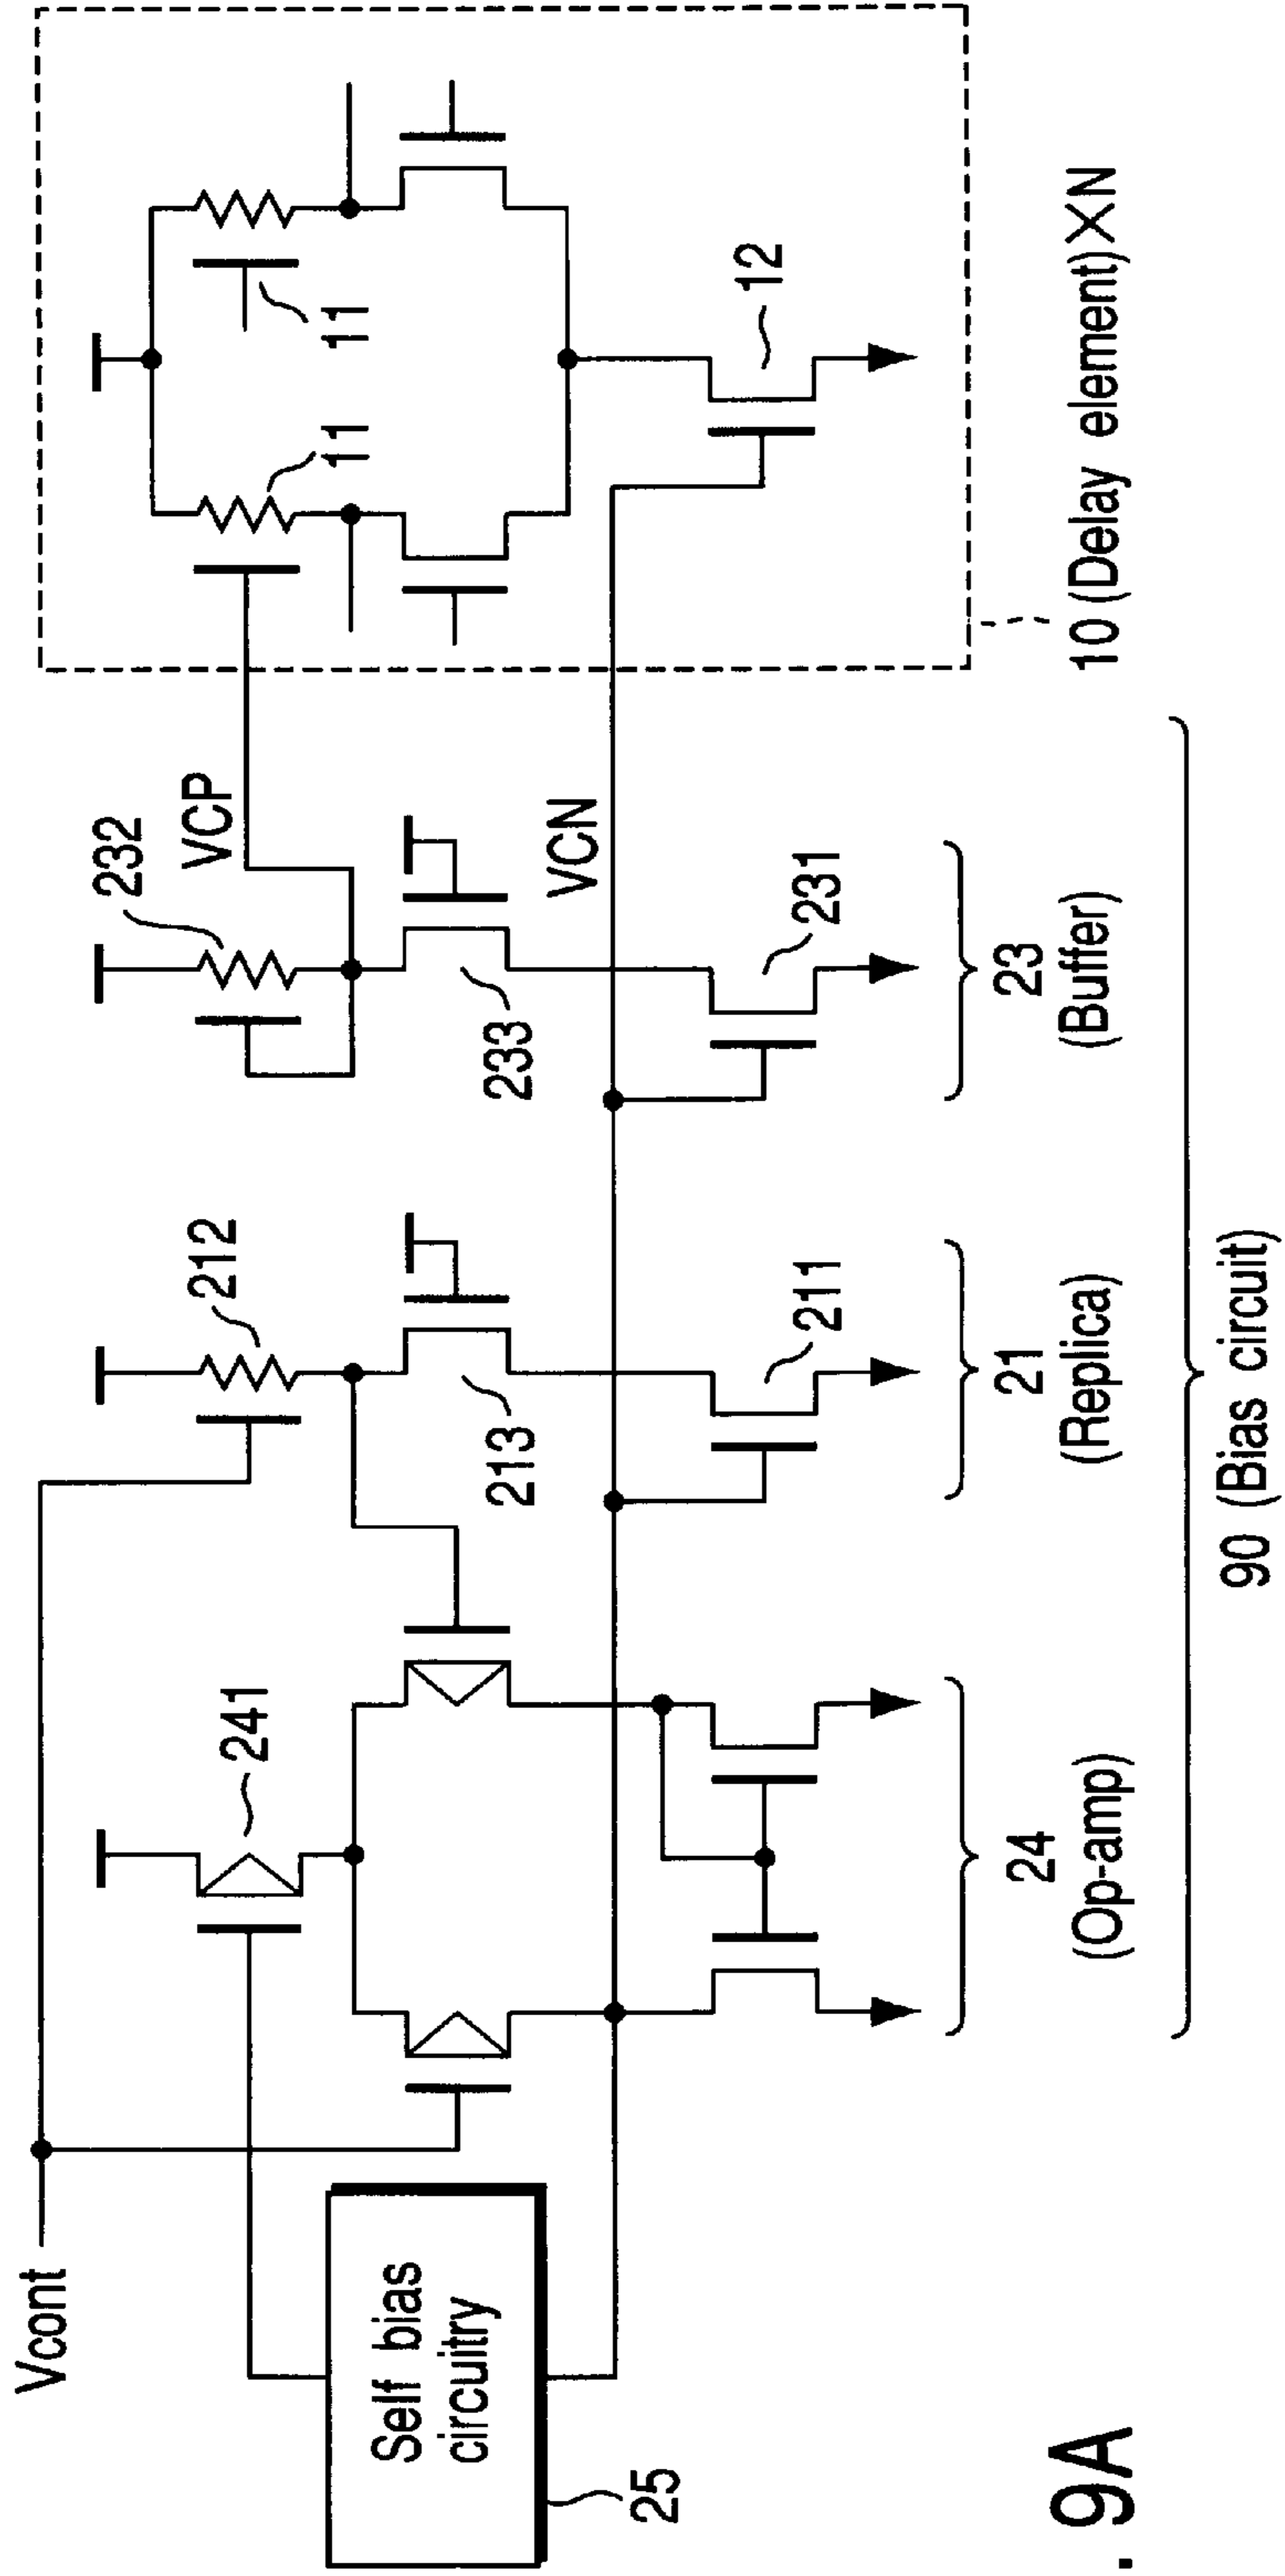 Vcont
241
212
232
VCP
11
11
Self bias
circuitry
25
213
233
VCN
211
231
12
24
(Op-amp)
21
(Replica)
23
(Buffer)
10 (Delay element)×N
90 (Bias circuit)
. 9A